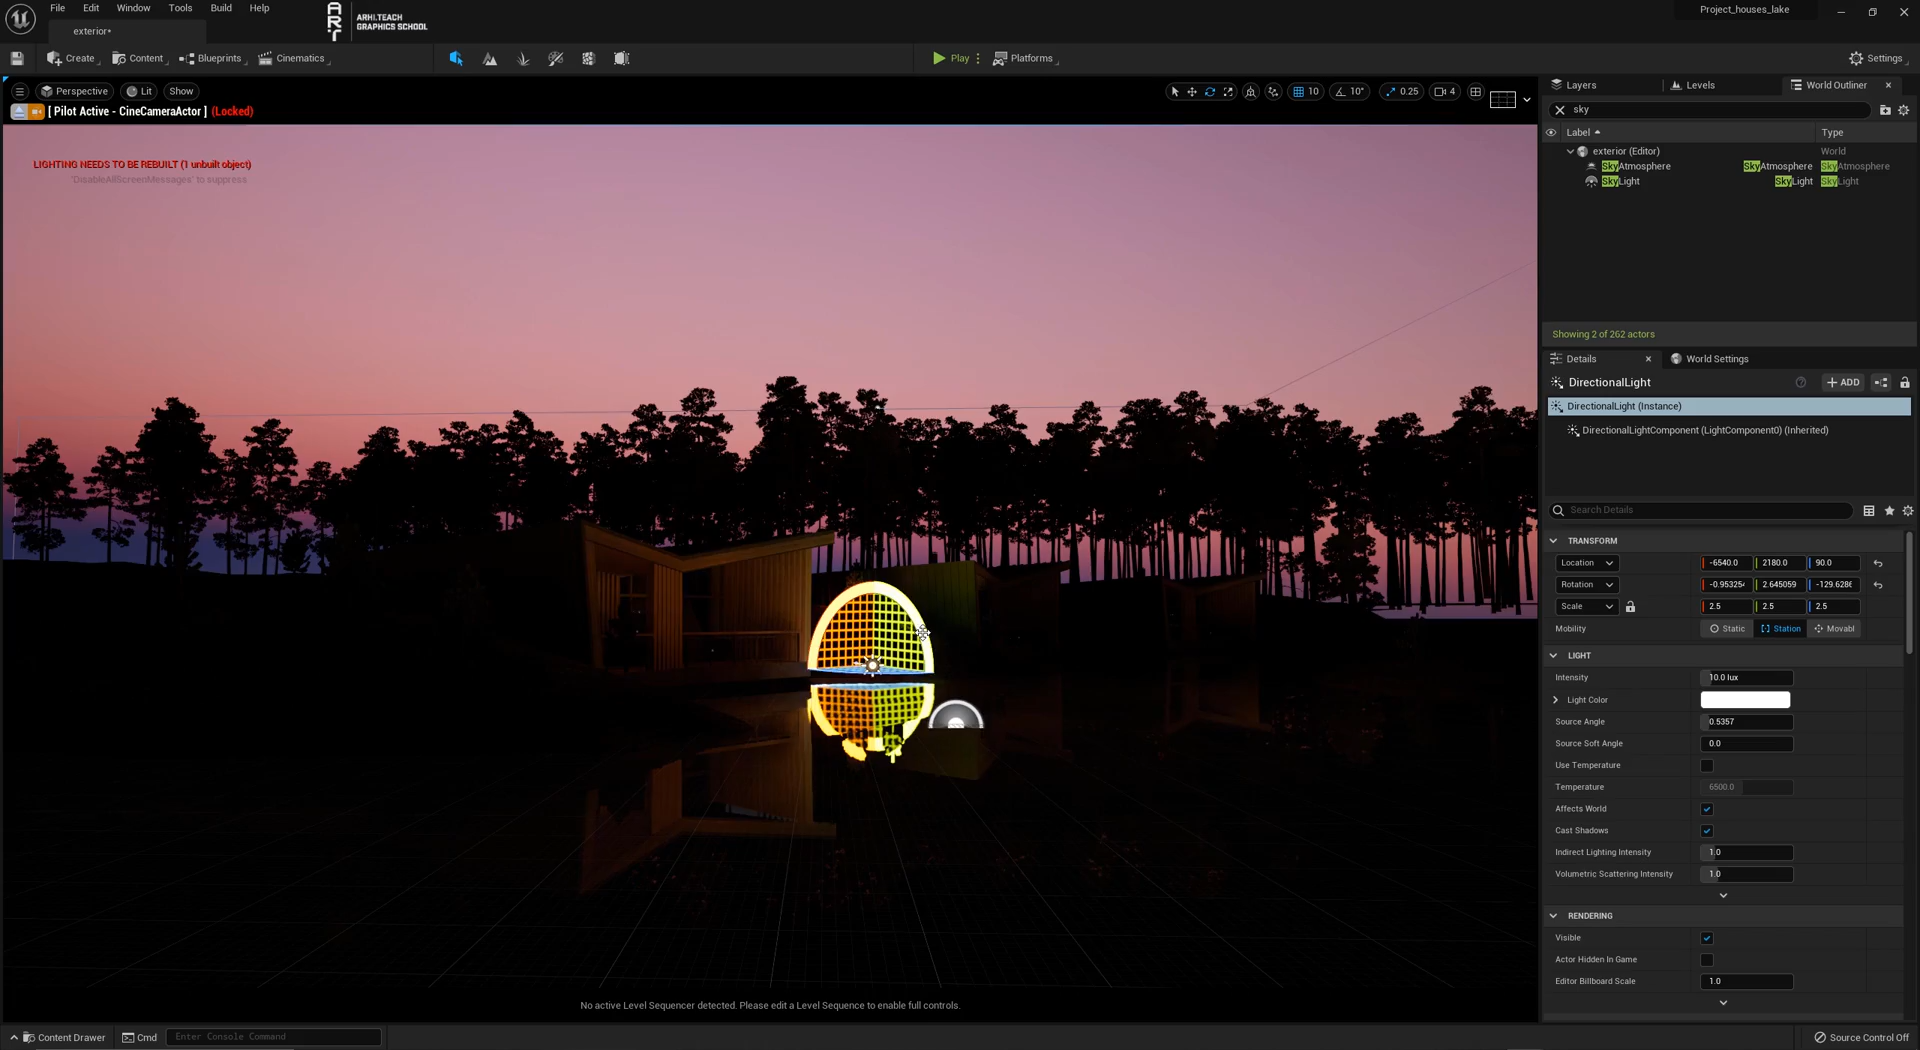 File Edit Window Tools Build Help
ARHI.TEACH
GRAPHICS SCHOOL
Project_houses_lake
exterior*
Create Content Blueprints Cinematics Play Platforms Settings
Perspective Lit Show 10 10° 0.25 4
[ Pilot Active - CineCameraActor ] (Locked)
LIGHTING NEEDS TO BE REBUILT (1 unbuilt object)
'DisableAllScreenMessages' to suppress
No active Level Sequencer detected. Please edit a Level Sequence to enable full controls.
Layers Levels World Outliner
sky
Label Type
exterior (Editor) World
SkyAtmosphere SkyAtmosphere SkyAtmosphere
SkyLight SkyLight SkyLight
Showing 2 of 262 actors
Details World Settings
DirectionalLight + ADD
DirectionalLight (Instance)
DirectionalLightComponent (LightComponent0) (Inherited)
Search Details
TRANSFORM
Location -6540.0 2180.0 90.0
Rotation -0.95325 2.645059 -129.628
Scale 2.5 2.5 2.5
Mobility Static Station Movabl
LIGHT
Intensity 10.0 lux
Light Color
Source Angle 0.5357
Source Soft Angle 0.0
Use Temperature
Temperature 6500.0
Affects World
Cast Shadows
Indirect Lighting Intensity 1.0
Volumetric Scattering Intensity 1.0
RENDERING
Visible
Actor Hidden In Game
Editor Billboard Scale 1.0
Content Drawer Cmd Enter Console Command Source Control Off